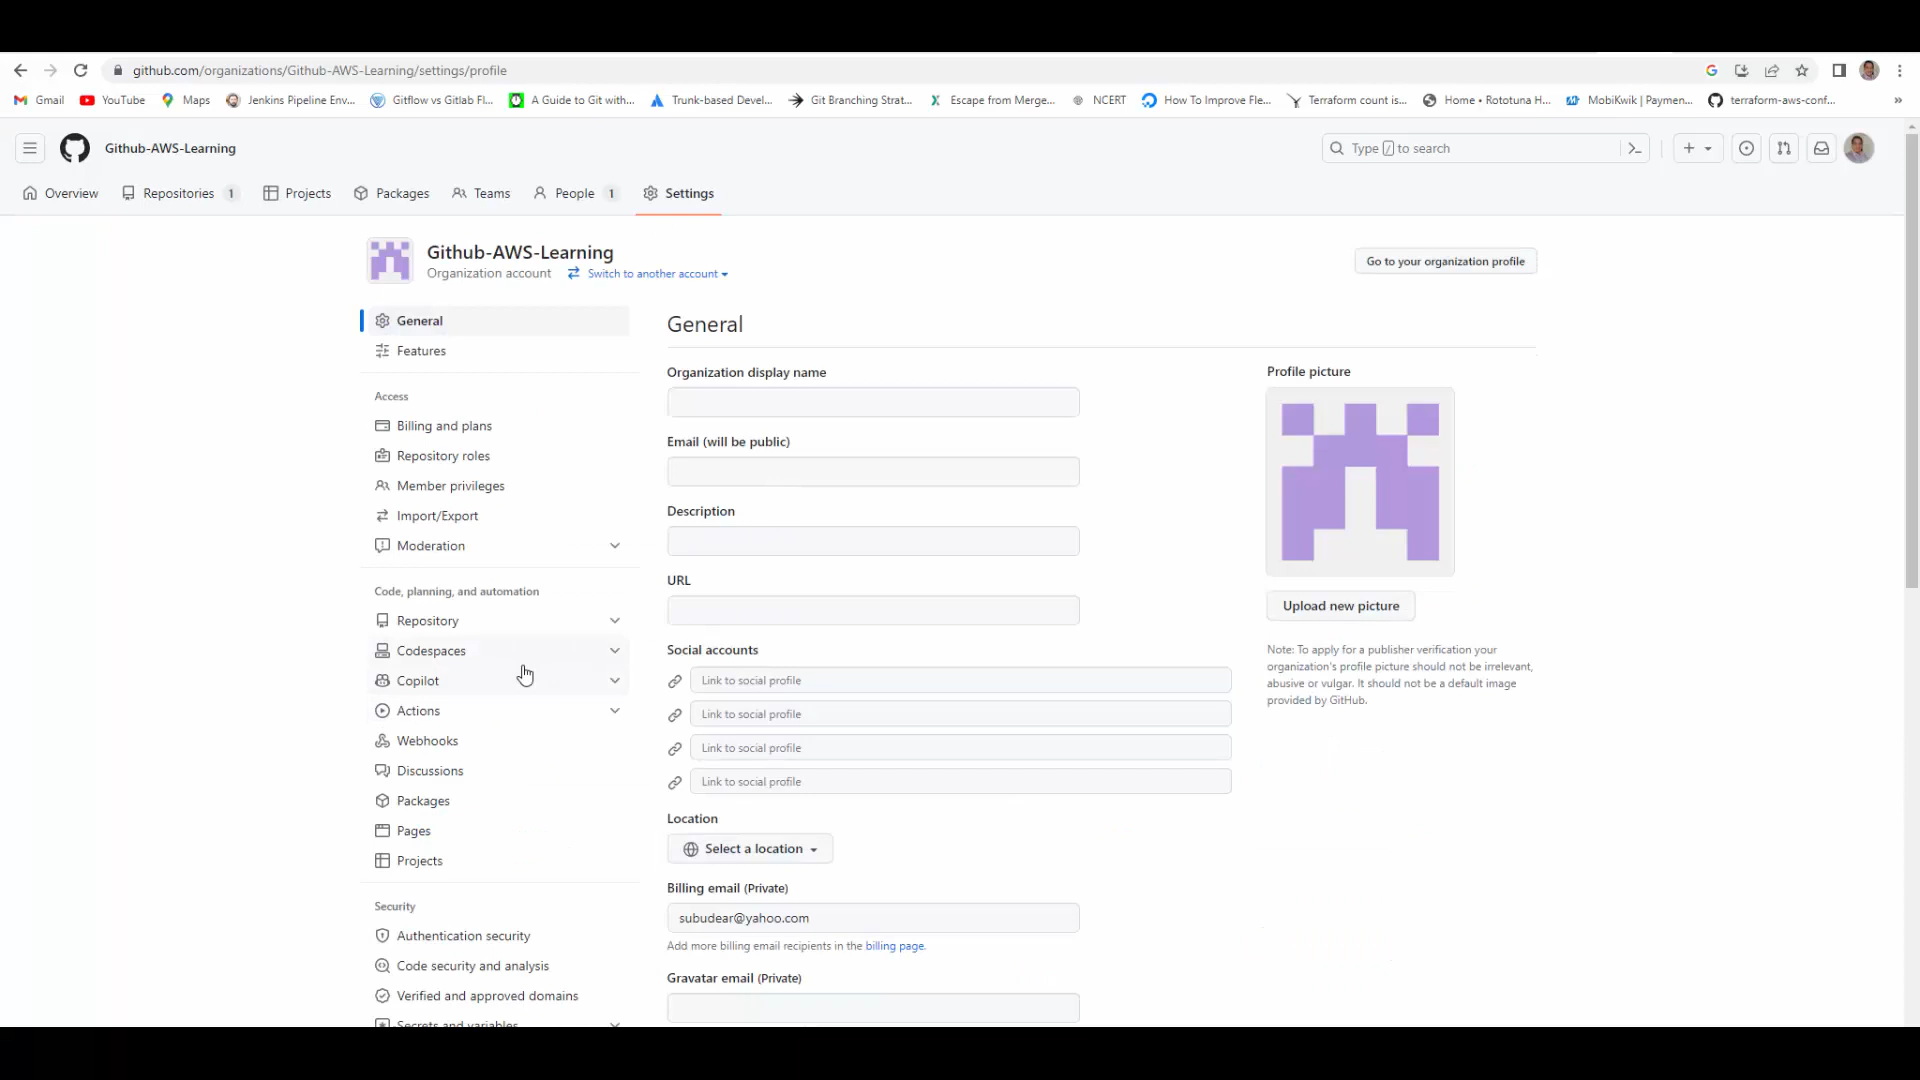 github.com/organizations/Github-AWS-Learning/settings/profile
Gmail YouTube Maps Jenkins Pipeline Env... Gitflow vs Gitlab Fl... A Guide to Git with... Trunk-based Devel... Git Branching Strat... Escape from Merge... NCERT How To Improve Fle... Terraform count is... Home • Rototuna H... MobiKwik | Paymen... terraform-aws-conf... »
Github-AWS-Learning
Type / to search
Overview Repositories 1 Projects Packages Teams People 1 Settings
Github-AWS-Learning
Organization account Switch to another account
Go to your organization profile
General
Features
Access
Billing and plans
Repository roles
Member privileges
Import/Export
Moderation
Code, planning, and automation
Repository
Codespaces
Copilot
Actions
Webhooks
Discussions
Packages
Pages
Projects
Security
Authentication security
Code security and analysis
Verified and approved domains
Secrets and variables
General
Organization display name
Email (will be public)
Description
URL
Social accounts
Link to social profile
Link to social profile
Link to social profile
Link to social profile
Location
Select a location
Billing email (Private)
subudear@yahoo.com
Add more billing email recipients in the billing page.
Gravatar email (Private)
Profile picture
Upload new picture
Note: To apply for a publisher verification your
organization's profile picture should not be irrelevant,
abusive or vulgar. It should not be a default image
provided by GitHub.